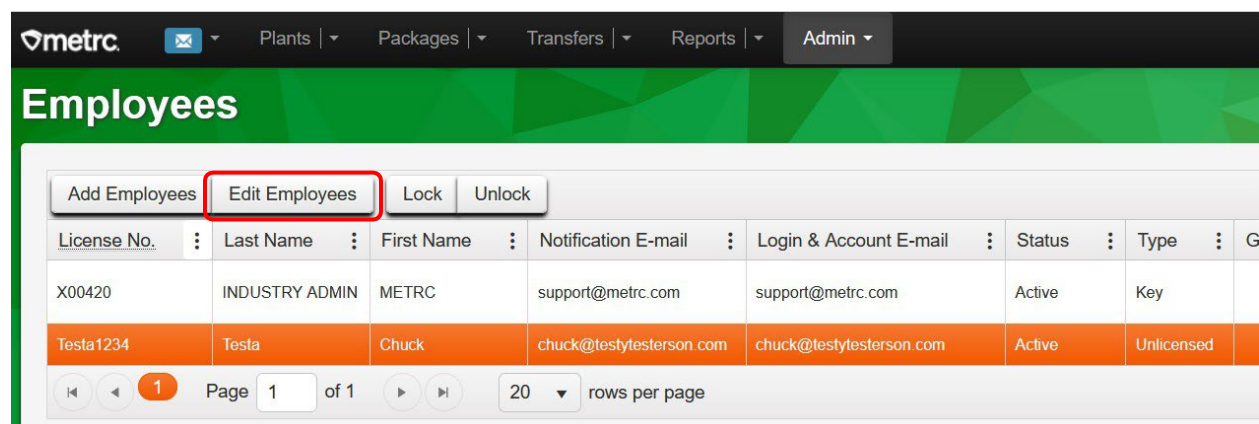 metrc. Plants | Packages | Transfers | Reports | Admin
Employees
Add Employees Edit Employees Lock Unlock
License No. Last Name First Name Notification E-mail Login & Account E-mail Status Type G
X00420 INDUSTRY ADMIN METRC support@metrc.com support@metrc.com Active Key
Testa1234 Testa Chuck chuck@testytesterson.com chuck@testytesterson.com Active Unlicensed
1 Page 1 of 1 20 rows per page